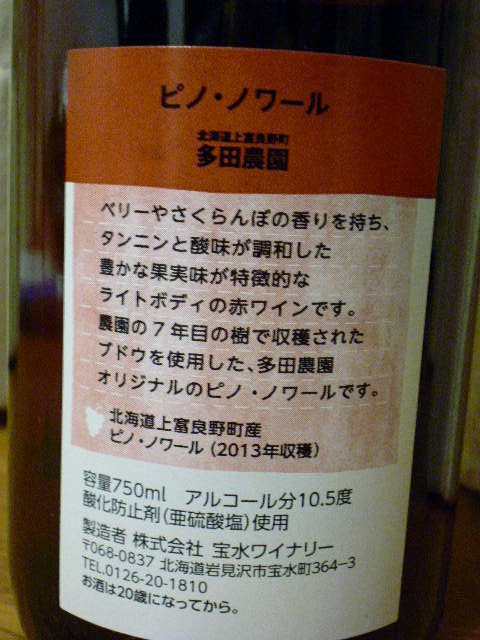 ピノ・ノワール
北海道上富良野町
多田農園
ベリーやさくらんぼの香りを持ち、
タンニンと酸味が調和した
豊かな果実味が特徴的な
ライトボディの赤ワインです。
農園の7年目の樹で収穫された
ブドウを使用した、多田農園
オリジナルのピノ・ノワールです。
北海道上富良野町産
ピノ・ノワール（2013年収穫）
容量750ml　アルコール分10.5度
酸化防止剤（亜硫酸塩）使用
製造者 株式会社 宝水ワイナリー
〒068-0837 北海道岩見沢市宝水町364−3
TEL.0126-20-1810
お酒は20歳になってから。